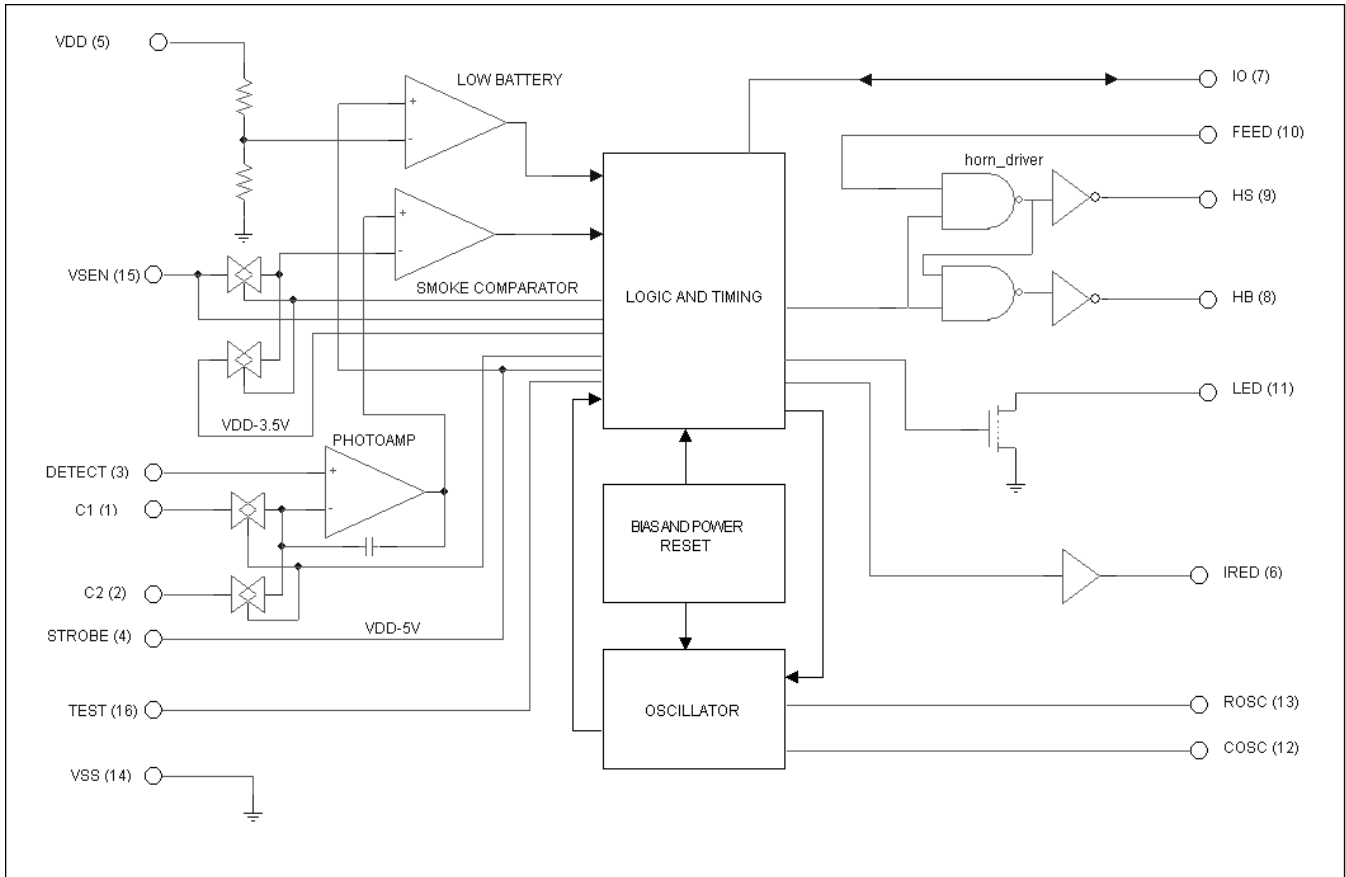 VDD (5)
LOW BATTERY
IO (7)
+
-
FEED (10)
horn_driver
HS (9)
+
-
VSEN (15)
SMOKE COMPARATOR
LOGIC AND TIMING
HB (8)
LED (11)
VDD-3.5V
PHOTOAMP
DETECT (3)
+
C1 (1)
-
BIAS AND POWER
RESET
IRED (6)
C2 (2)
VDD-5V
STROBE (4)
TEST (16)
OSCILLATOR
ROSC (13)
COSC (12)
VSS (14)